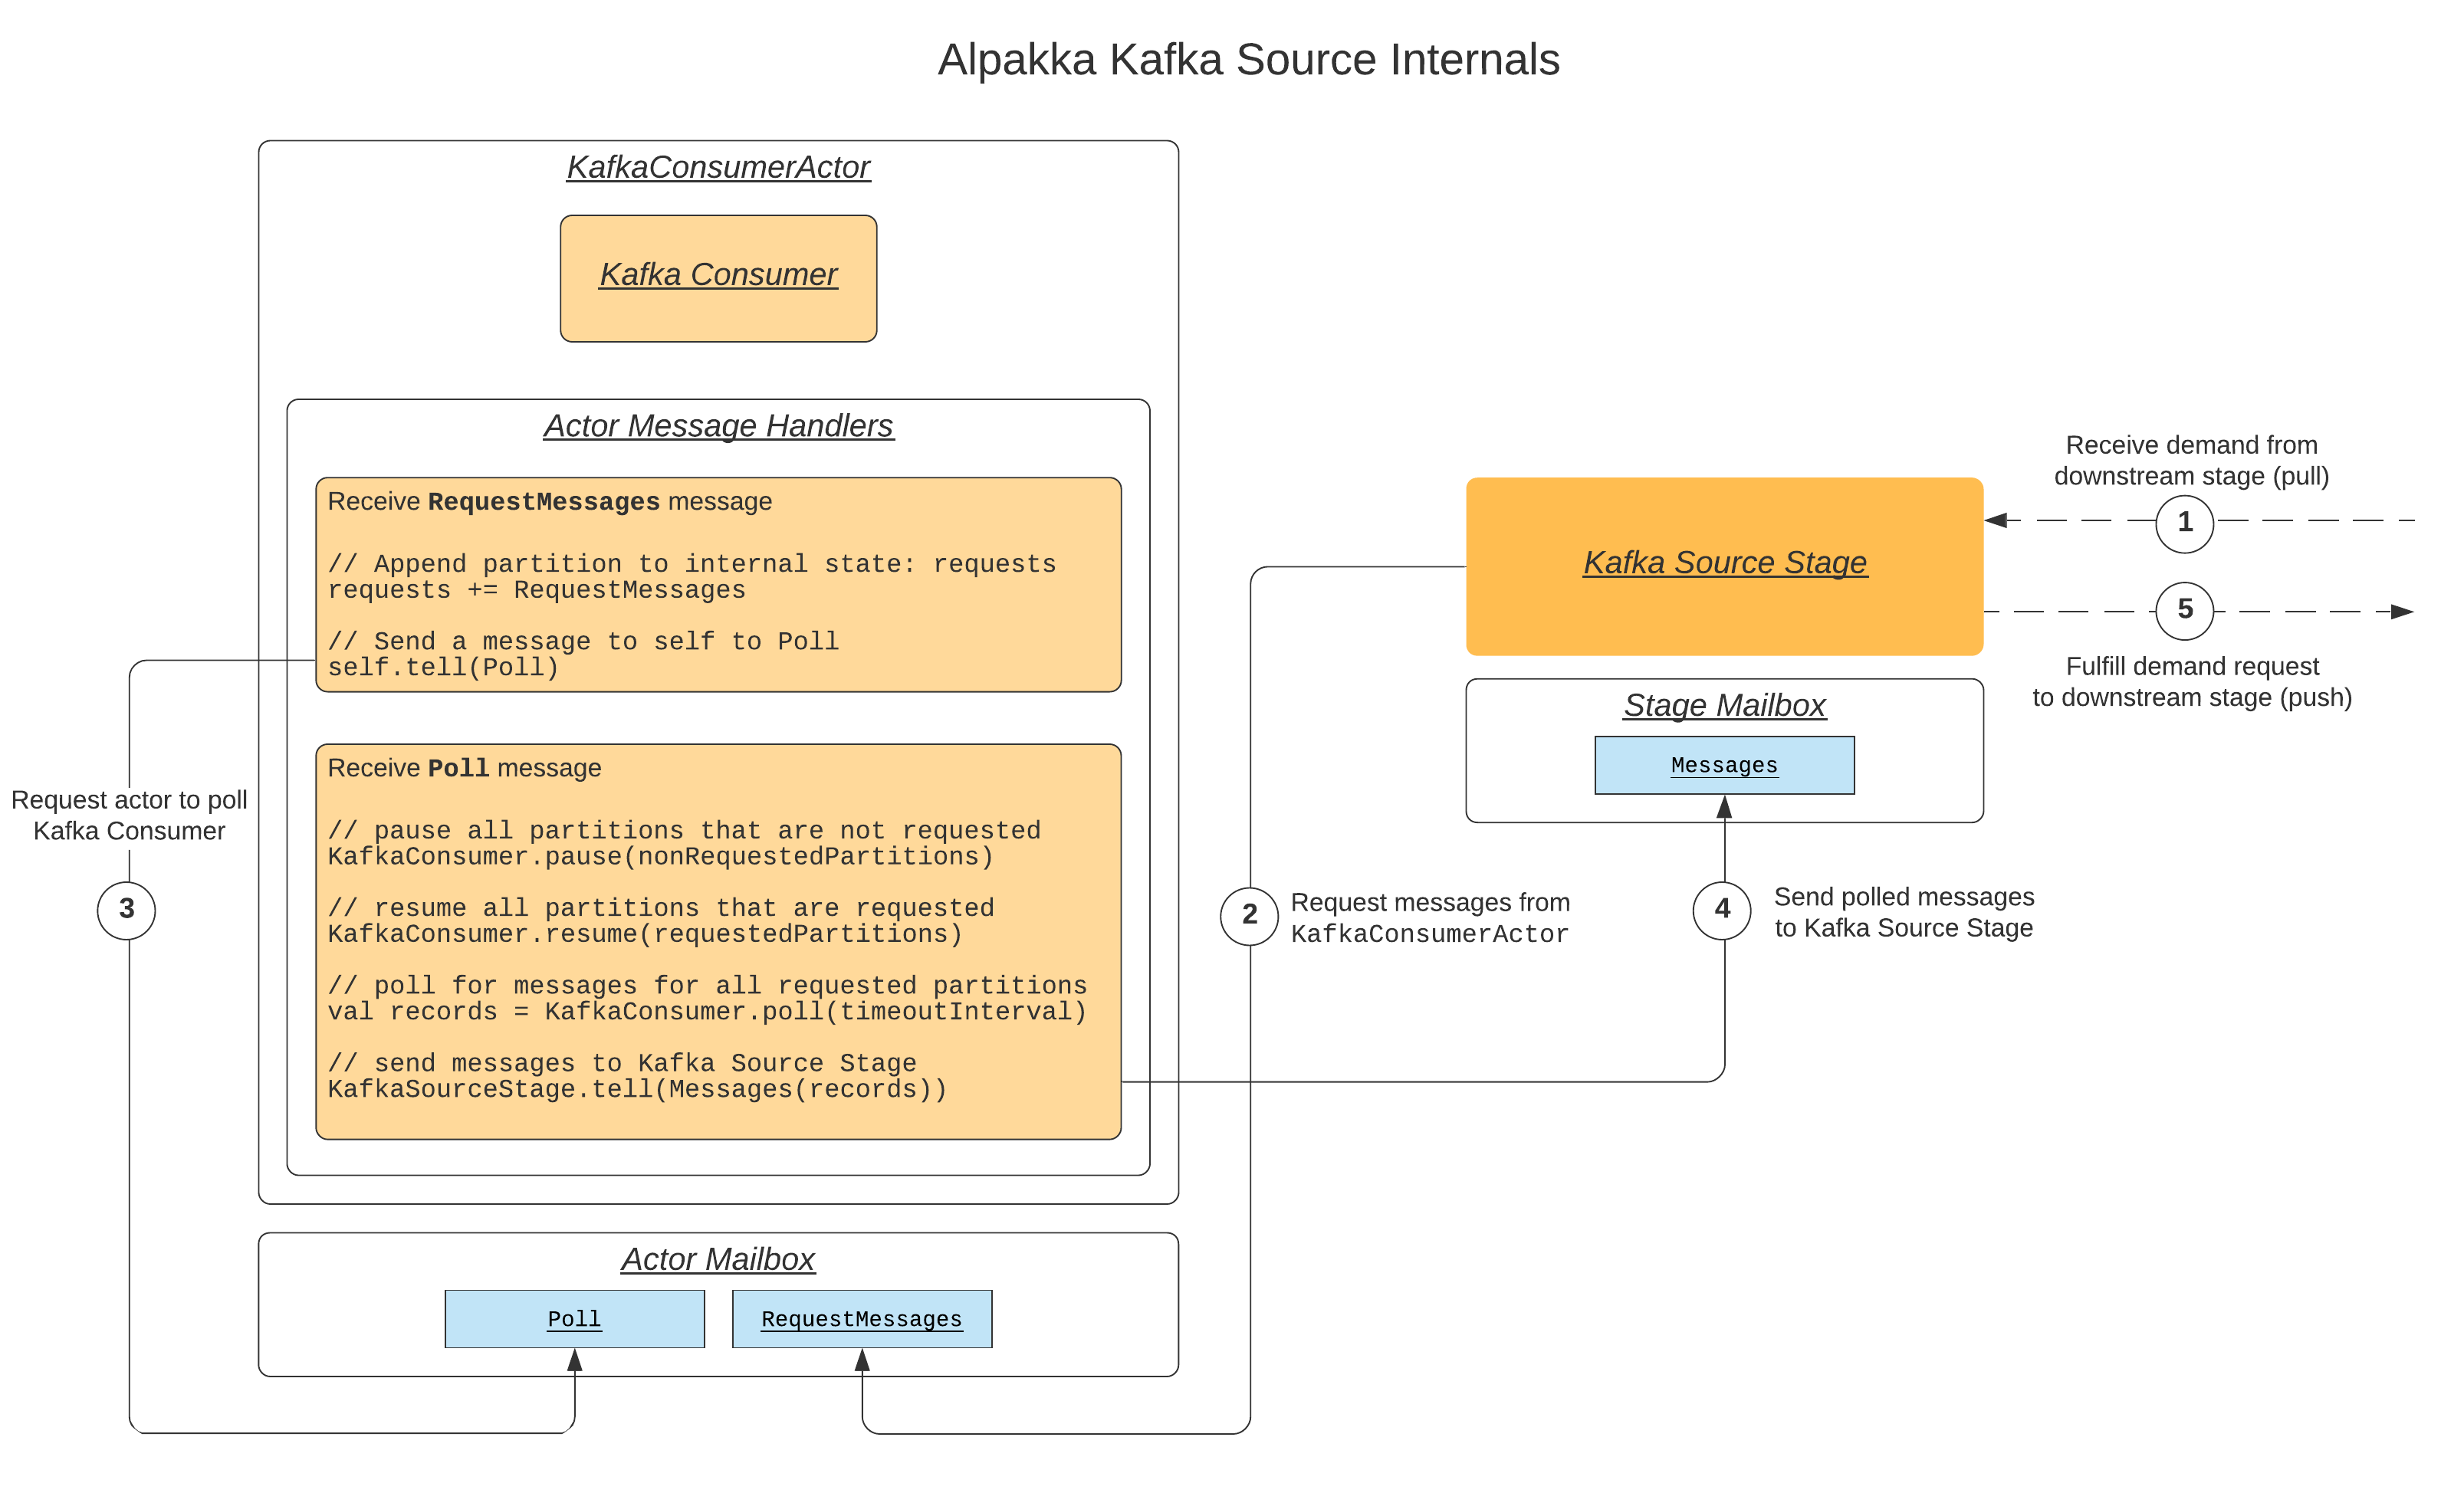 Alpakka Kafka Source Internals
KafkaConsumerActor
Kafka Consumer
Actor Message Handlers
Receive RequestMessages message
// Append partition to internal state: requests
requests += RequestMessages
// Send a message to self to Poll
self.tell(Poll)
Receive Poll message
// pause all partitions that are not requested
KafkaConsumer.pause(nonRequestedPartitions)
// resume all partitions that are requested
KafkaConsumer.resume(requestedPartitions)
// poll for messages for all requested partitions
val records = KafkaConsumer.poll(timeoutInterval)
// send messages to Kafka Source Stage
KafkaSourceStage.tell(Messages(records))
Request actor to poll
Kafka Consumer
3
Actor Mailbox
Poll
RequestMessages
2
Request messages from
KafkaConsumerActor
Kafka Source Stage
Stage Mailbox
Messages
4
Send polled messages
to Kafka Source Stage
Receive demand from
downstream stage (pull)
1
5
Fulfill demand request
to downstream stage (push)